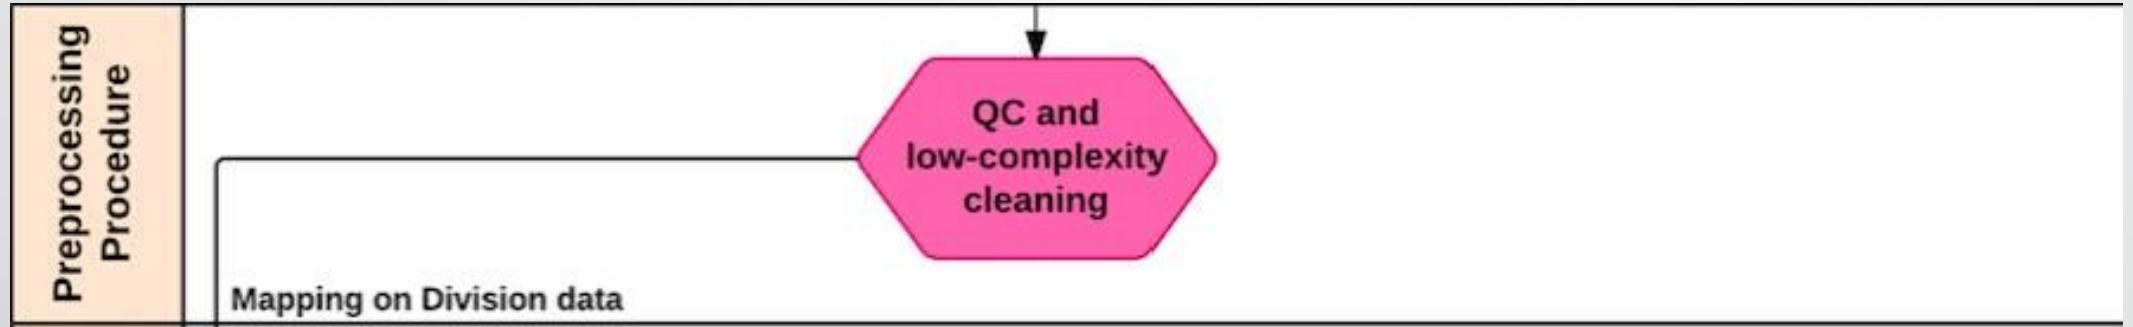 Preprocessing
Procedure
QC and
low-complexity
cleaning
Mapping on Division data